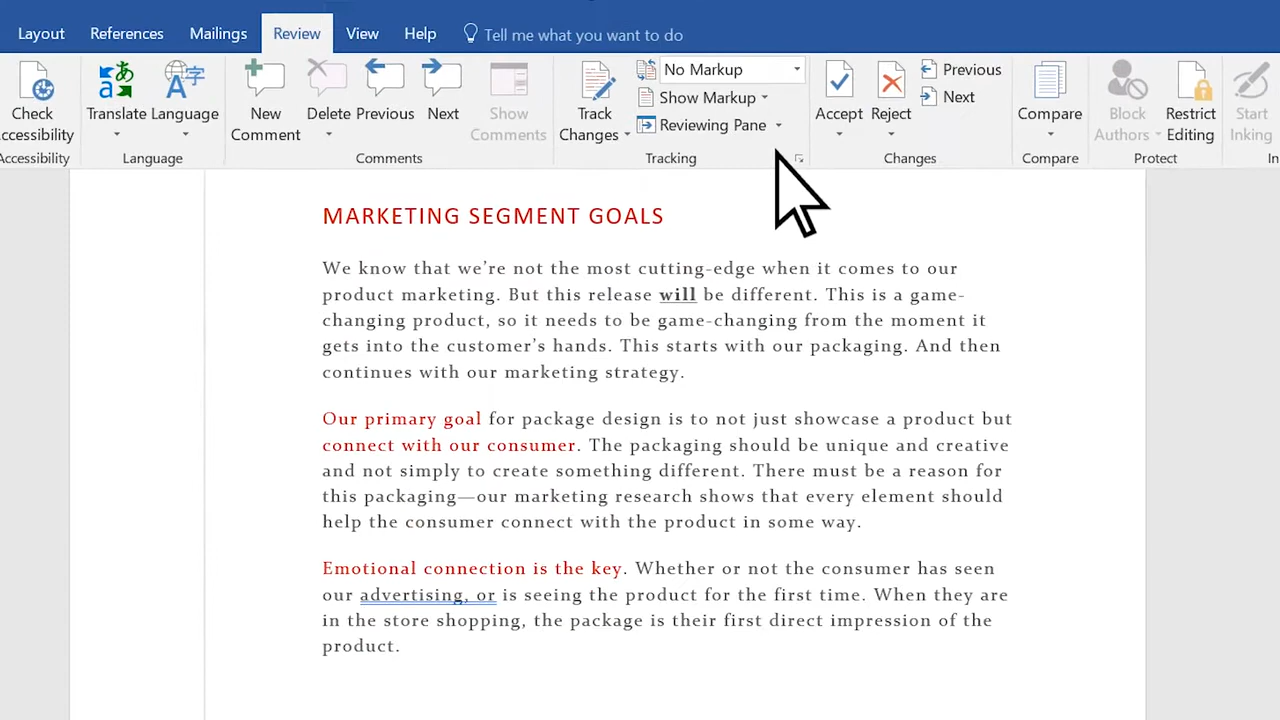 Layout References Mailings Review View Help Tell me what you want to do
Check Accessibility
Translate
Language
New Comment
Delete
Previous
Next
Show Comments
Track Changes
No Markup
Show Markup
Reviewing Pane
Accept
Reject
Previous
Next
Compare
Block Authors
Restrict Editing
Start Inking
Accessibility Language Comments Tracking Changes Compare Protect In
MARKETING SEGMENT GOALS
We know that we’re not the most cutting-edge when it comes to our
product marketing. But this release will be different. This is a game-
changing product, so it needs to be game-changing from the moment it
gets into the customer’s hands. This starts with our packaging. And then
continues with our marketing strategy.
Our primary goal for package design is to not just showcase a product but
connect with our consumer. The packaging should be unique and creative
and not simply to create something different. There must be a reason for
this packaging—our marketing research shows that every element should
help the consumer connect with the product in some way.
Emotional connection is the key. Whether or not the consumer has seen
our advertising, or is seeing the product for the first time. When they are
in the store shopping, the package is their first direct impression of the
product.